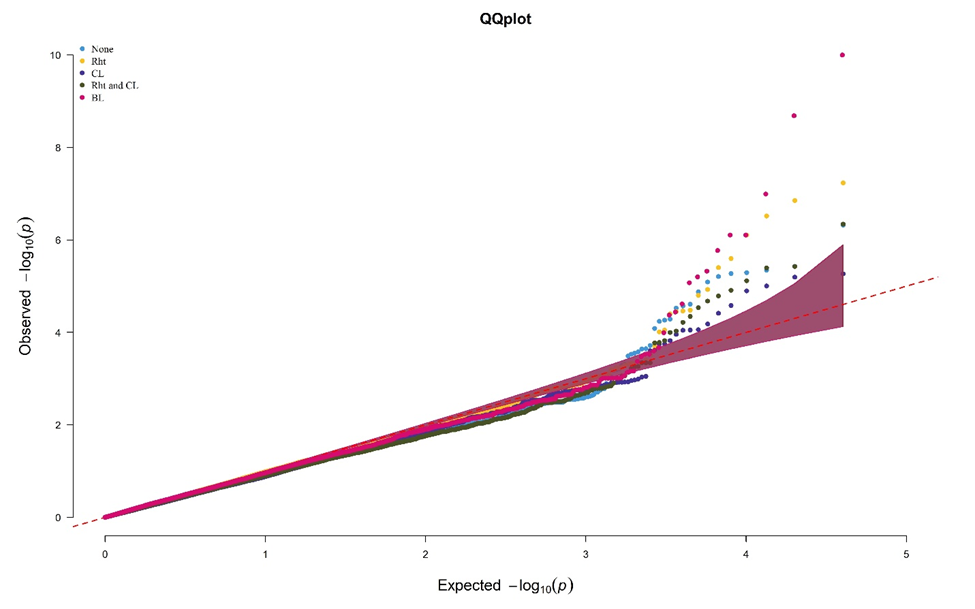 QQplot
None
Rht
CL
Rht and CL
BL
10
8
6
4
2
0
Observed −log10(p)
0 1 2 3 4 5
Expected −log10(p)